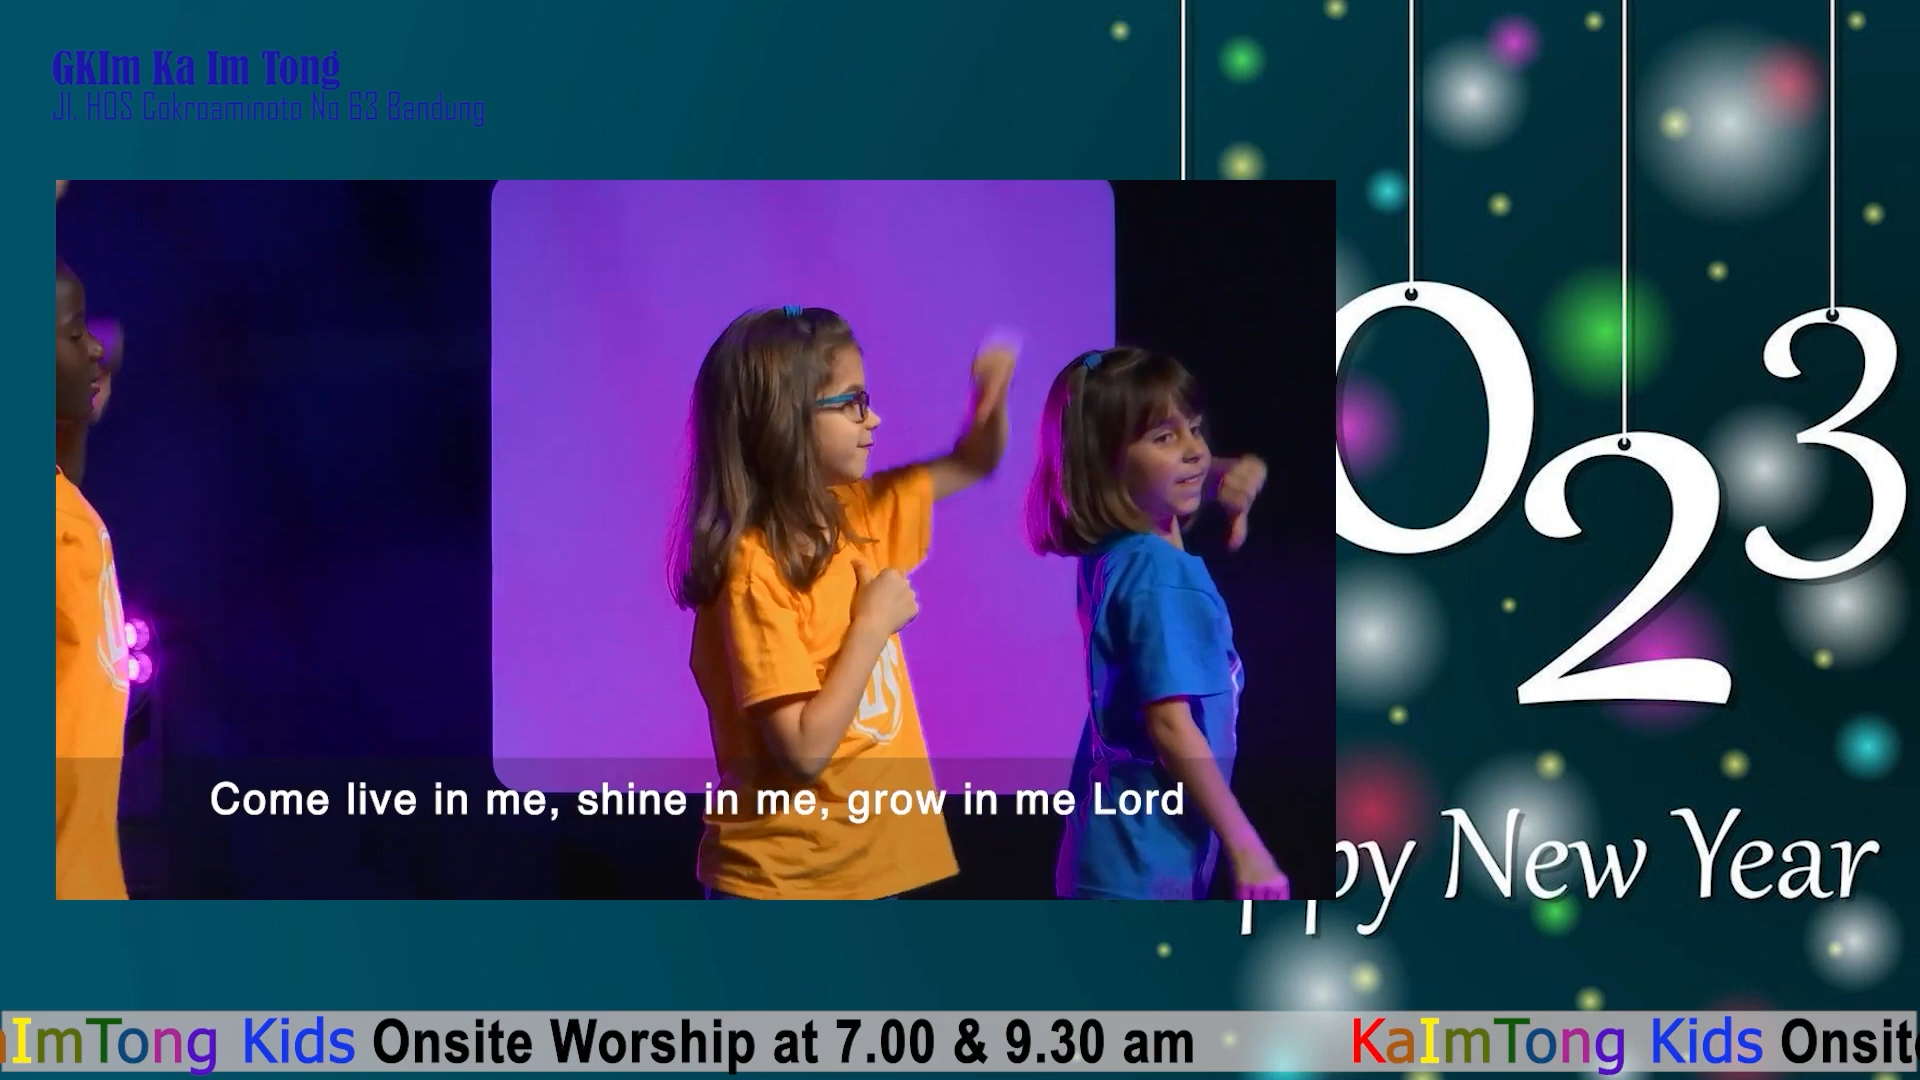 GKIm Ka Im Tong
Jl. HOS Cokroaminoto No 63 Bandung
023
Come live in me, shine in me, grow in me Lord
ppy New Year
ImTong Kids Onsite Worship at 7.00 & 9.30 am KaImTong Kids Onsite